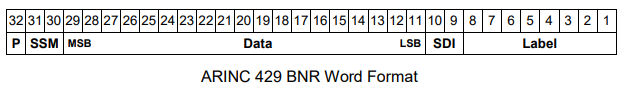 32 31 30 29 28 27 26 25 24 23 22 21 20 19 18 17 16 15 14 13 12 11 10 9 8 7 6 5 4 3 2 1
P SSM MSB Data LSB SDI Label
ARINC 429 BNR Word Format